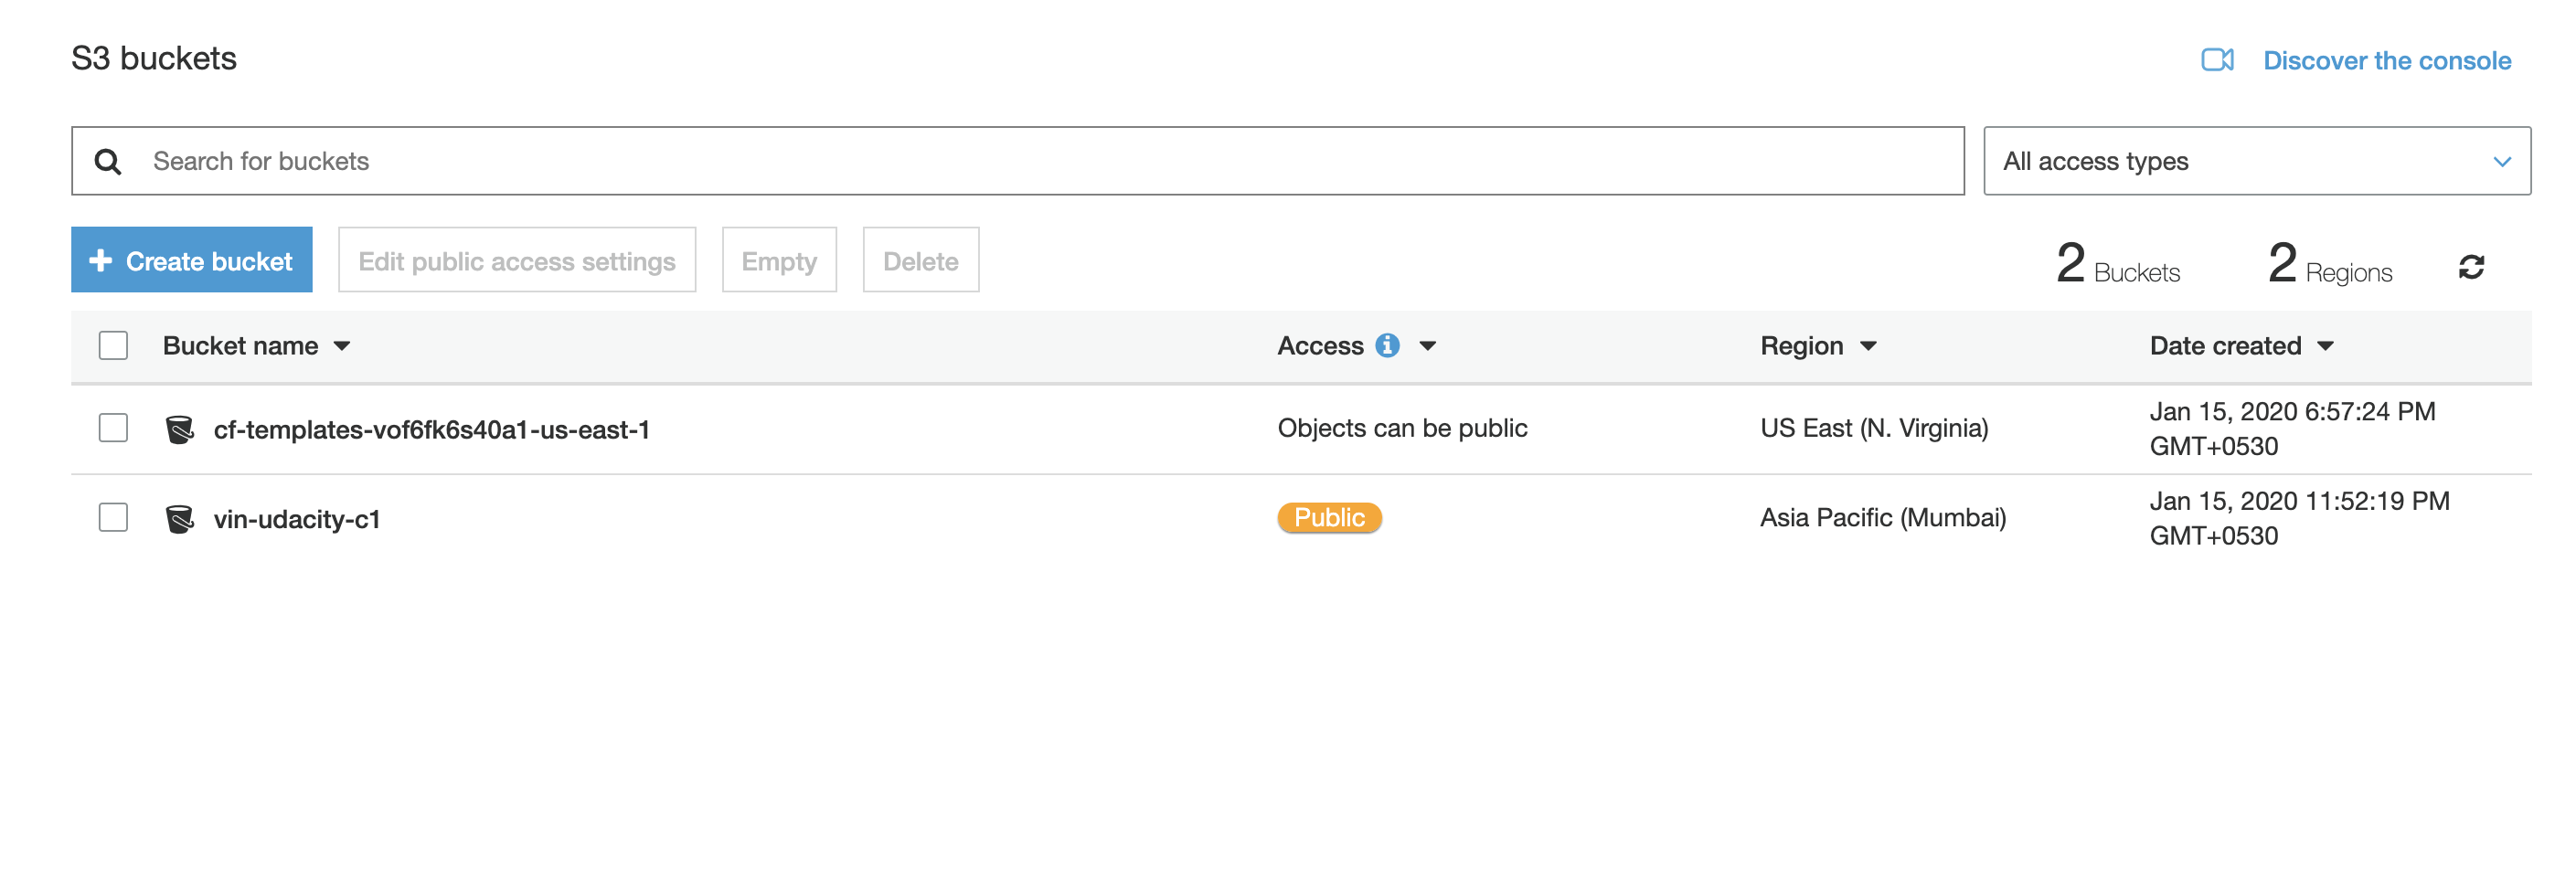 S3 buckets
Discover the console
Search for buckets
All access types
Create bucket
Edit public access settings
Empty
Delete
2 Buckets
2 Regions
Bucket name
Access
Region
Date created
cf-templates-vof6fk6s40a1-us-east-1
Objects can be public
US East (N. Virginia)
Jan 15, 2020 6:57:24 PM
GMT+0530
vin-udacity-c1
Public
Asia Pacific (Mumbai)
Jan 15, 2020 11:52:19 PM
GMT+0530